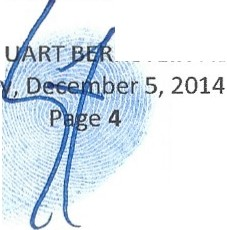 UART BER
y, December 5, 2014
Page 4